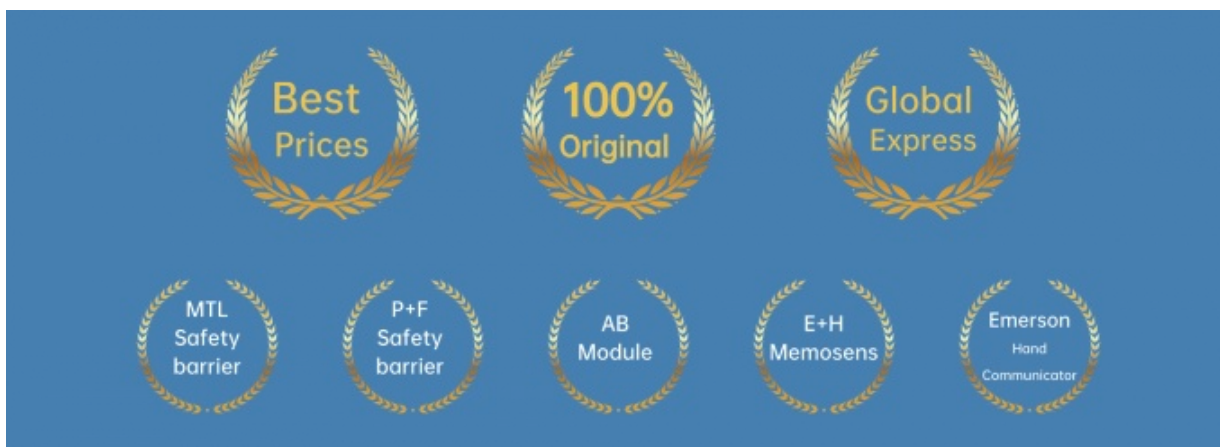 Best
Prices
100%
Original
Global
Express
MTL
Safety
barrier
P+F
Safety
barrier
AB
Module
E+H
Memosens
Emerson
Hand
Communicator